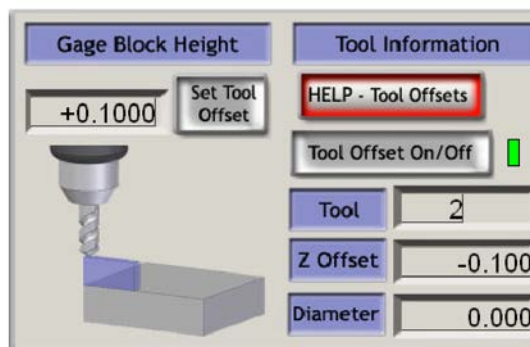 Gage Block Height
+0.1000
Set Tool
Offset
Tool Information
HELP - Tool Offsets
Tool Offset On/Off
Tool
2
Z Offset
-0.100
Diameter
0.000